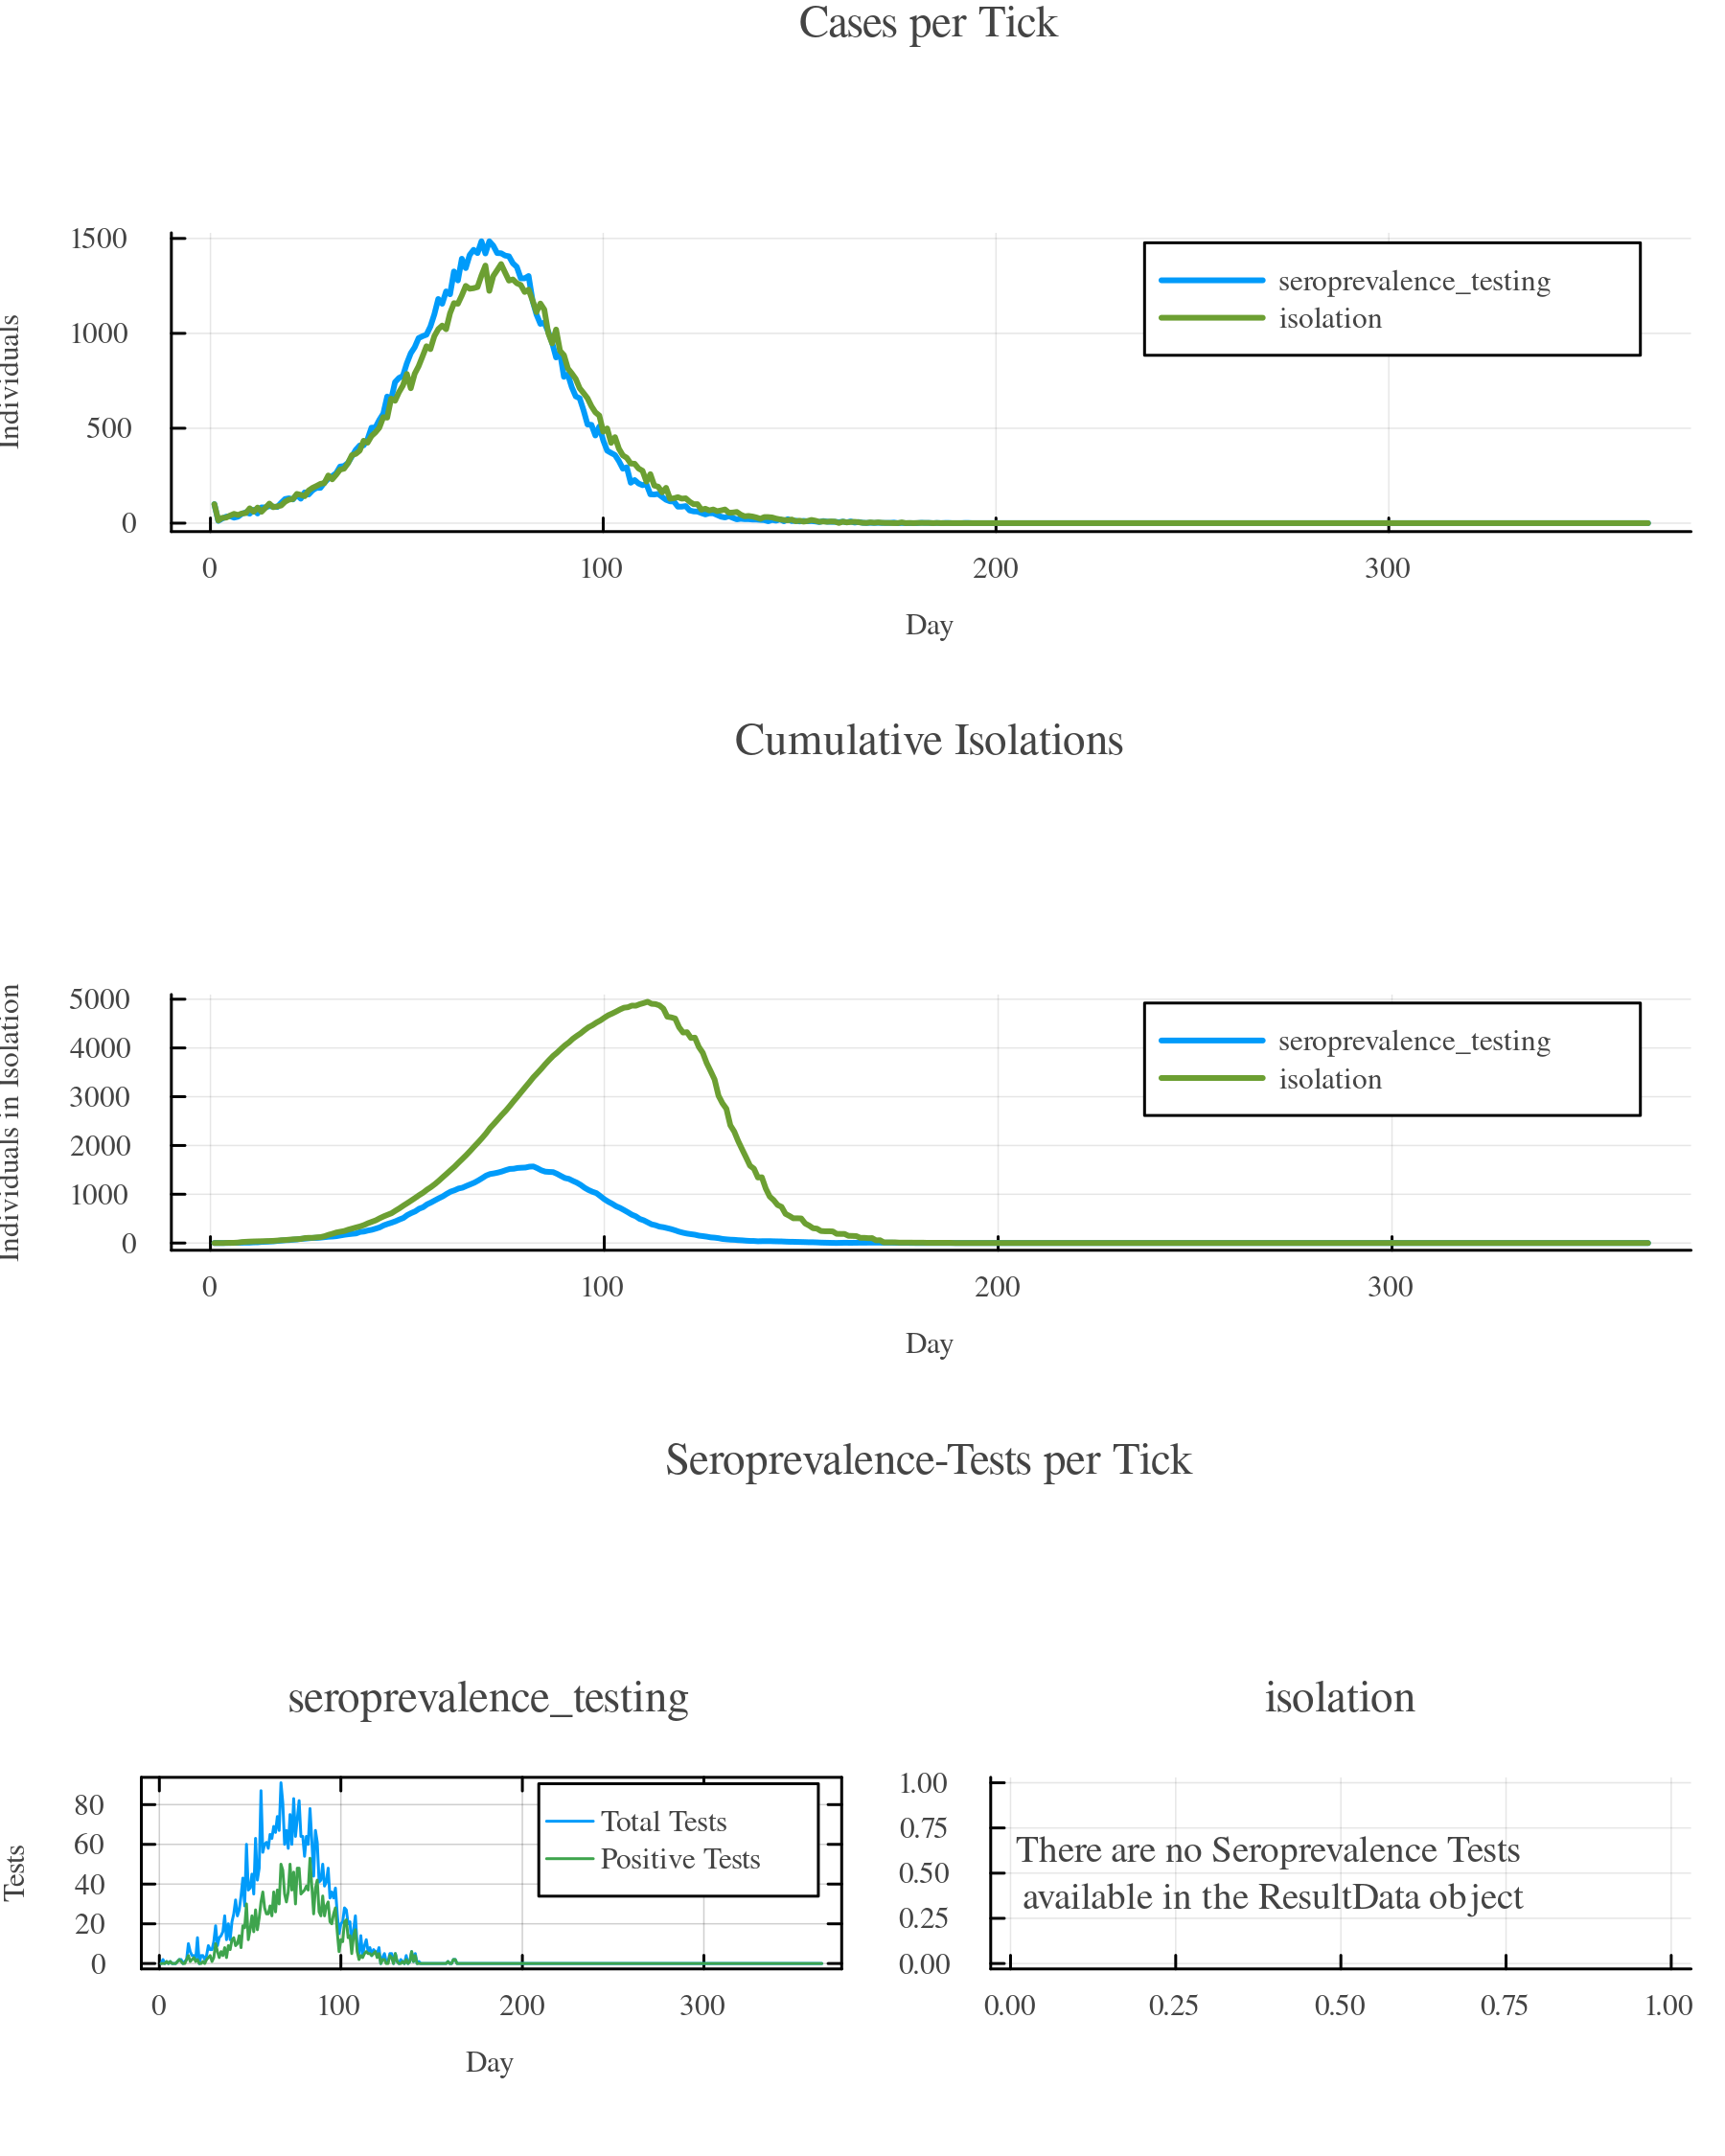 Cases per Tick
Individuals
1500
1000
500
0
seroprevalence_testing
isolation
0 100 200 300
Day
Cumulative Isolations
Individuals in Isolation
5000
4000
3000
2000
1000
0
seroprevalence_testing
isolation
0 100 200 300
Day
Seroprevalence-Tests per Tick
seroprevalence_testing
Tests
80
60
40
20
0
Total Tests
Positive Tests
0 100 200 300
Day
isolation
1.00
0.75
0.50
0.25
0.00
There are no Seroprevalence Tests
available in the ResultData object
0.00 0.25 0.50 0.75 1.00